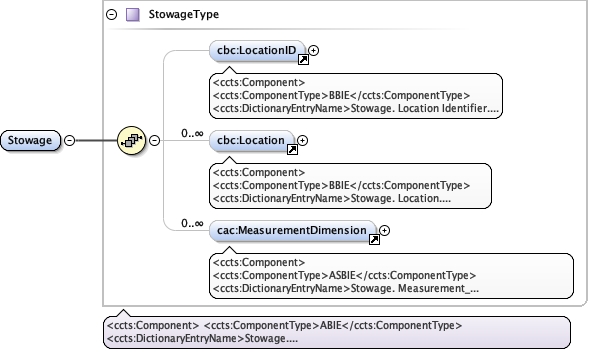 StowageType
cbc:LocationID
<ccts:Component>
<ccts:ComponentType>BBIE</ccts:ComponentType>
<ccts:DictionaryEntryName>Stowage. Location Identifier....
Stowage
0..∞
cbc:Location
<ccts:Component>
<ccts:ComponentType>BBIE</ccts:ComponentType>
<ccts:DictionaryEntryName>Stowage. Location....
0..∞
cac:MeasurementDimension
<ccts:Component>
<ccts:ComponentType>ASBIE</ccts:ComponentType>
<ccts:DictionaryEntryName>Stowage. Measurement_...
<ccts:Component> <ccts:ComponentType>ABIE</ccts:ComponentType>
<ccts:DictionaryEntryName>Stowage....